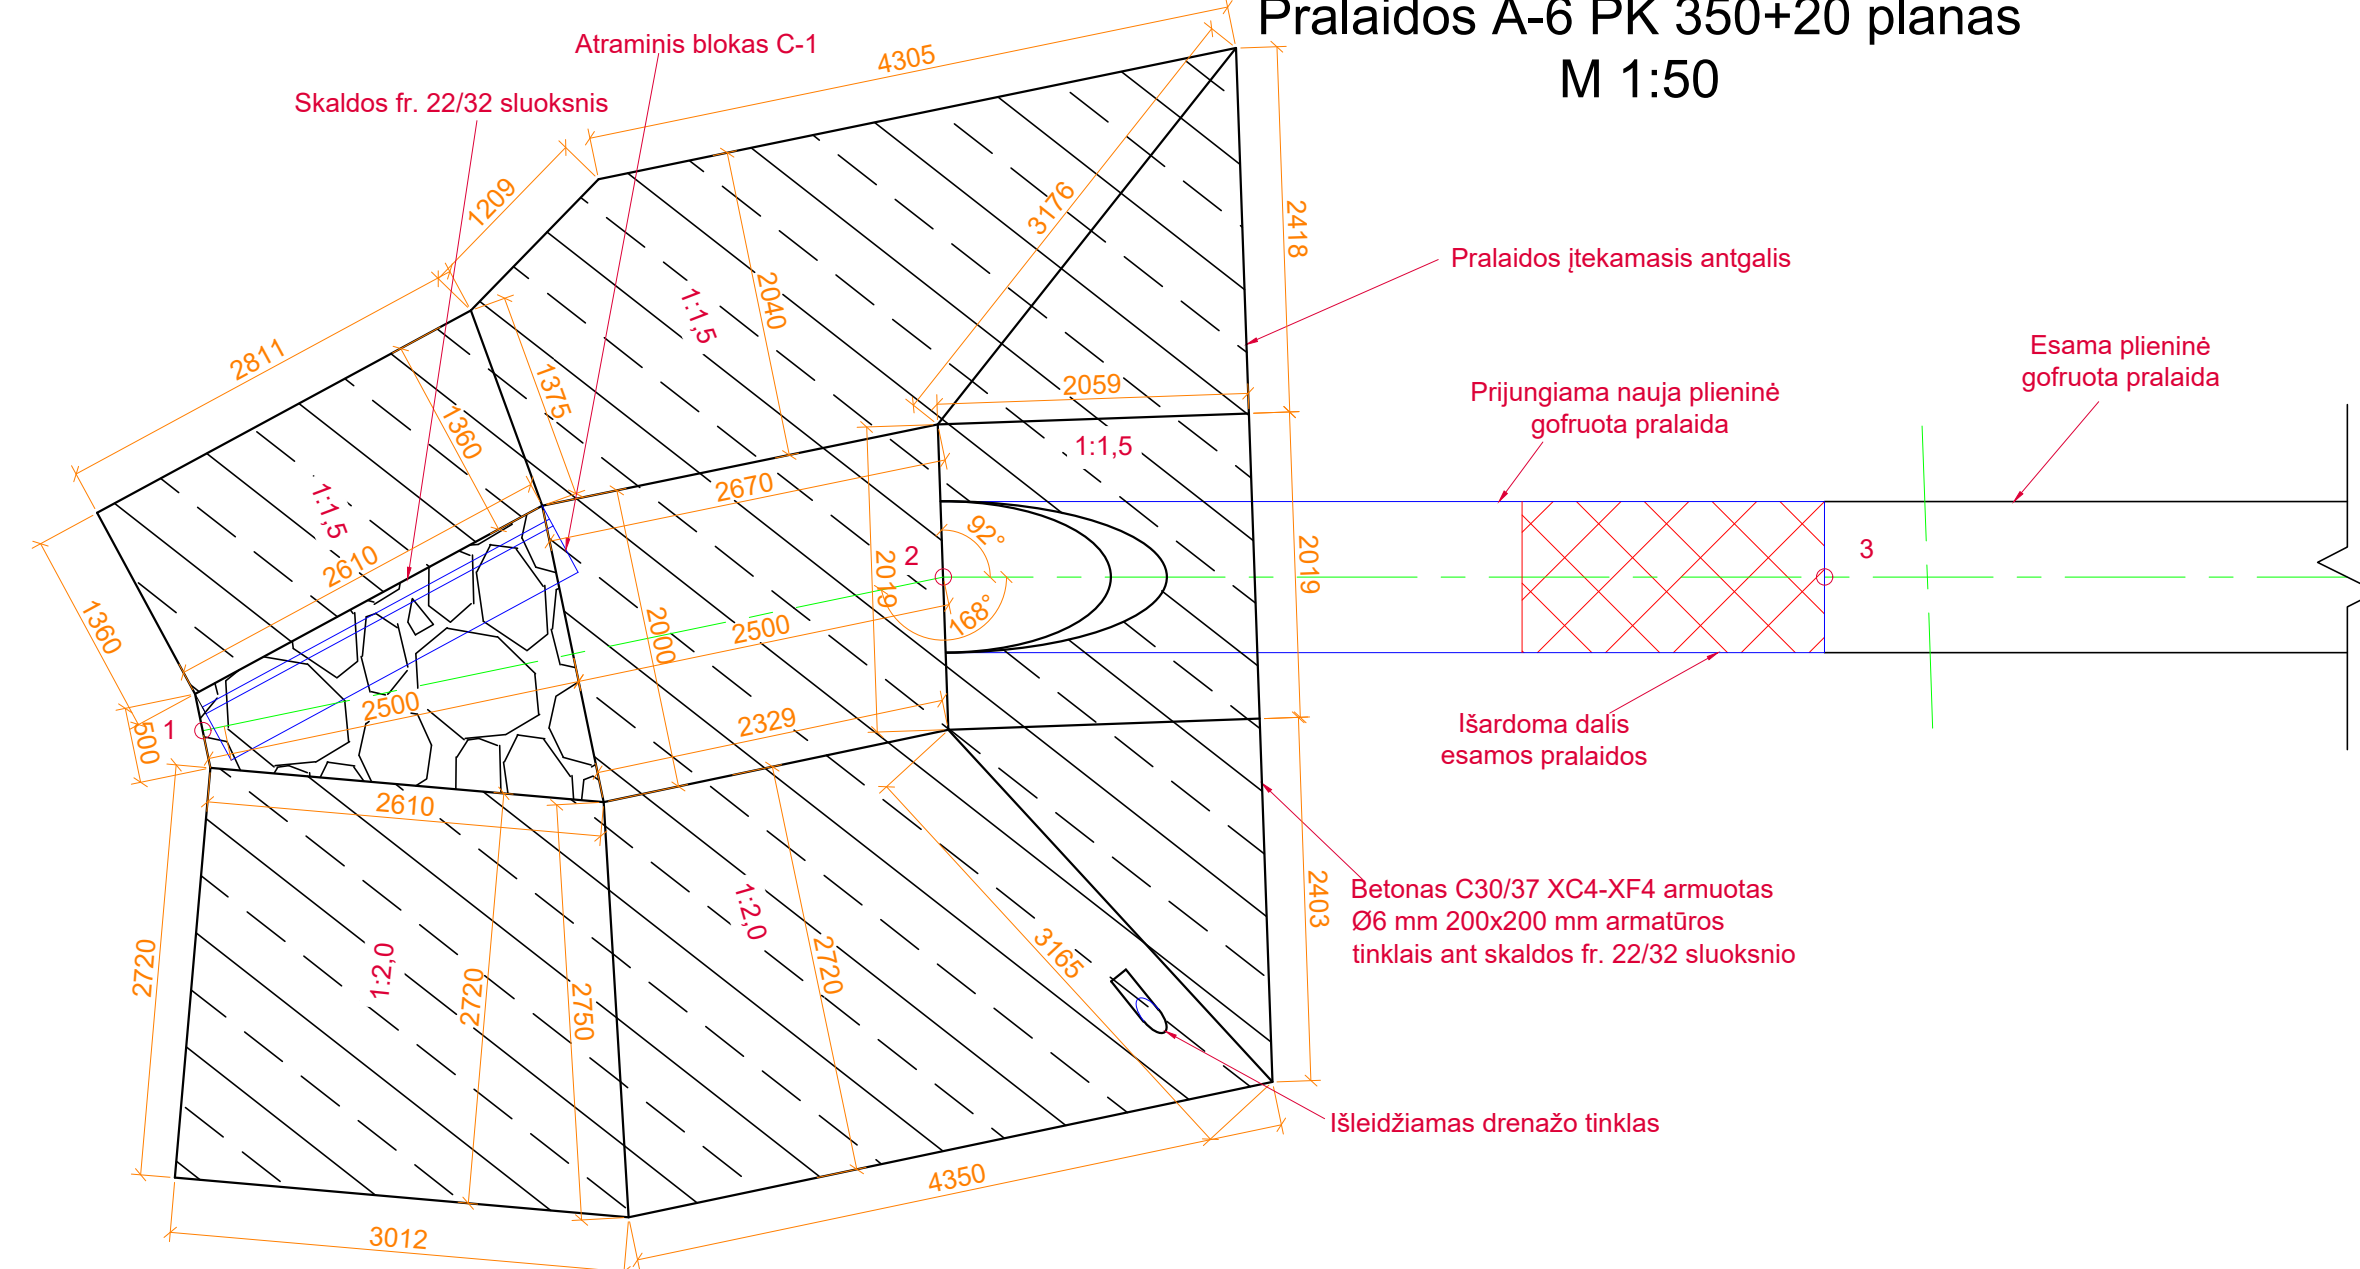 Pralaidos A-6 PK 350+20 planas
M 1:50
Atraminis blokas C-1
Skaldos fr. 22/32 sluoksnis
4305
1209
3176
2418
2811
2040
1:1,5
1375
1360
2059
1:1,5
Pralaidos įtekamasis antgalis
Esama plieninė
gofruota pralaida
Prijungiama nauja plieninė
gofruota pralaida
1:1,5
2670
2610
92°
2
2019
2019
3
1360
168°
2000
2500
2500
1
500
2329
2610
Išardoma dalis
esamos pralaidos
2403
Betonas C30/37 XC4-XF4 armuotas
Ø6 mm 200x200 mm armatūros
tinklais ant skaldos fr. 22/32 sluoksnio
1:2,0
1:2,0
2720
2720
2750
2720
3165
Išleidžiamas drenažo tinklas
4350
3012